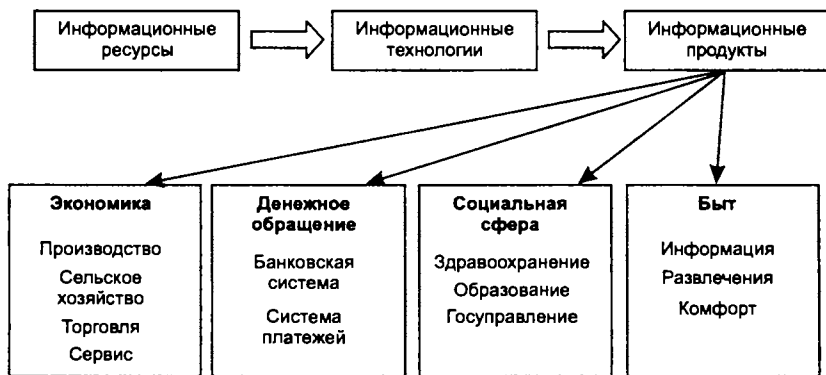 Информационные
ресурсы
Информационные
технологии
Информационные
продукты
Экономика
Производство
Сельское
хозяйство
Торговля
Сервис
Денежное
обращение
Банковская
система
Система
платежей
Социальная
сфера
Здравоохранение
Образование
Госуправление
Быт
Информация
Развлечения
Комфорт